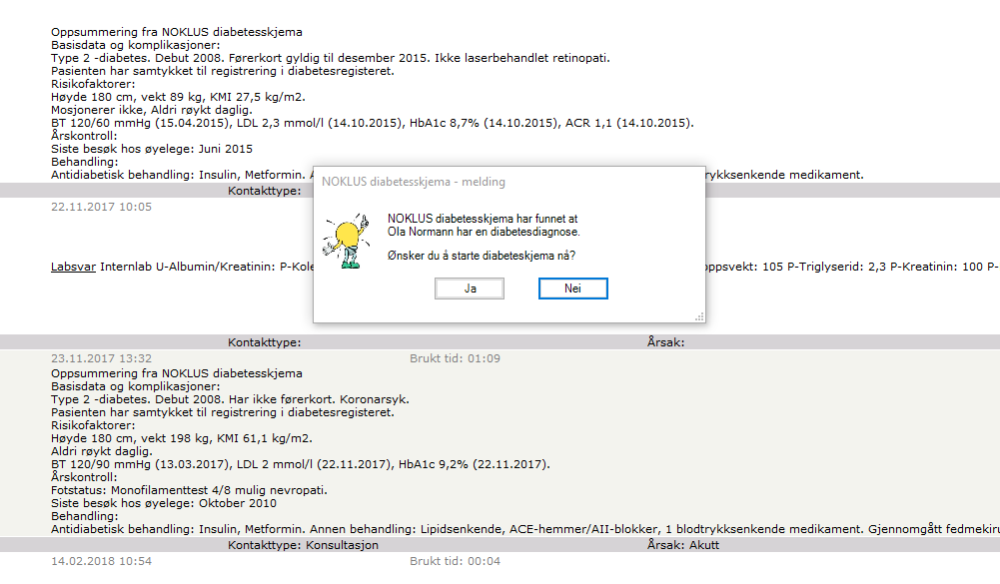 Oppsummering fra NOKLUS diabetesskjema
Basisdata og komplikasjoner:
Type 2 -diabetes. Debut 2008. Førerkort gyldig til desember 2015. Ikke laserbehandlet retinopati.
Pasienten har samtykket til registrering i diabetesregisteret.
Risikofaktorer:
Høyde 180 cm, vekt 89 kg, KMI 27,5 kg/m2.
Mosjonerer ikke, Aldri røykt daglig.
BT 120/60 mmHg (15.04.2015), LDL 2,3 mmol/l (14.10.2015), HbA1c 8,7% (14.10.2015), ACR 1,1 (14.10.2015).
Årskontroll:
Siste besøk hos øyelege: Juni 2015
Behandling:
Antidiabetisk behandling: Insulin, Metformin. trykksenkende medikament.
Kontakttype:
22.11.2017 10:05
NOKLUS diabetesskjema - melding
NOKLUS diabetesskjema har funnet at
Ola Normann har en diabetesdiagnose.
Ønsker du å starte diabeteskjema nå?
Ja Nei
Labsvar Internlab U-Albumin/Kreatinin: P-Kole oppsvekt: 105 P-Triglyserid: 2,3 P-Kreatinin: 100 P-
Kontakttype: Årsak:
23.11.2017 13:32 Brukt tid: 01:09
Oppsummering fra NOKLUS diabetesskjema
Basisdata og komplikasjoner:
Type 2 -diabetes. Debut 2008. Har ikke førerkort. Koronarsyk.
Pasienten har samtykket til registrering i diabetesregisteret.
Risikofaktorer:
Høyde 180 cm, vekt 198 kg, KMI 61,1 kg/m2.
Aldri røykt daglig.
BT 120/90 mmHg (13.03.2017), LDL 2 mmol/l (22.11.2017), HbA1c 9,2% (22.11.2017).
Årskontroll:
Fotstatus: Monofilamenttest 4/8 mulig nevropati.
Siste besøk hos øyelege: Oktober 2010
Behandling:
Antidiabetisk behandling: Insulin, Metformin. Annen behandling: Lipidsenkende, ACE-hemmer/AII-blokker, 1 blodtrykksenkende medikament. Gjennomgått fedmekiru
Kontakttype: Konsultasjon Årsak: Akutt
14.02.2018 10:54 Brukt tid: 00:04